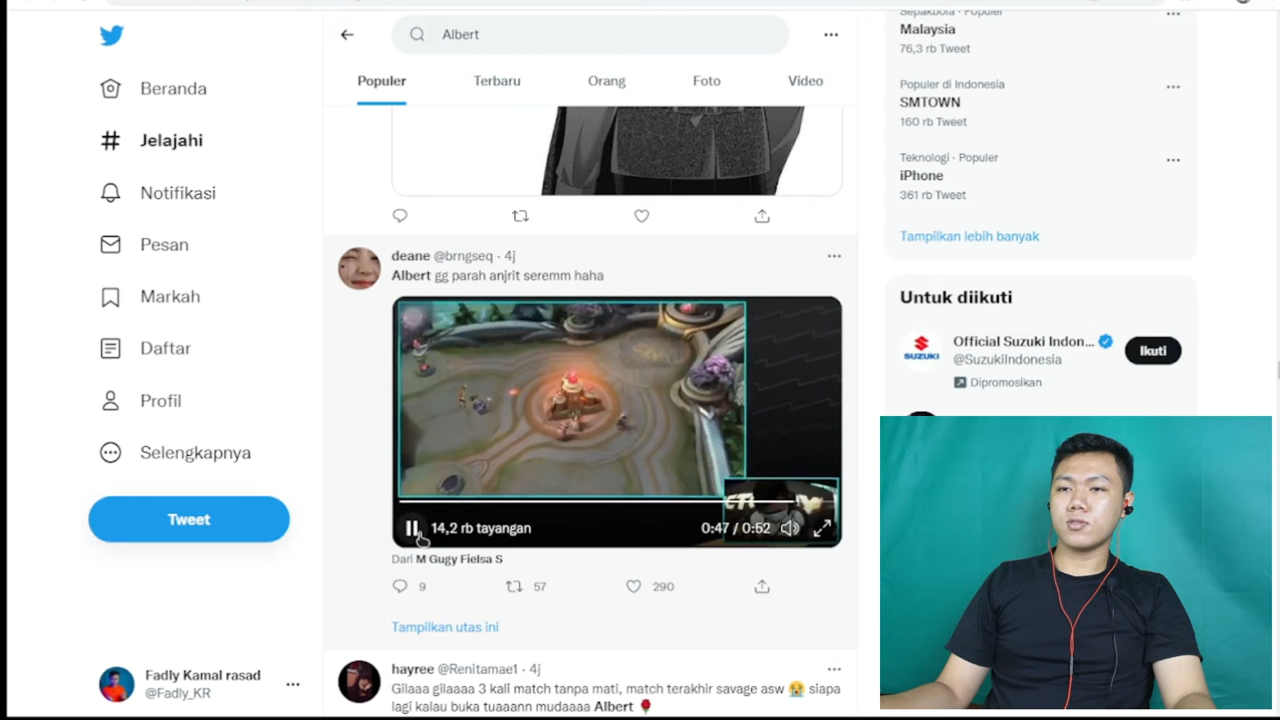 Albert
Populer
Terbaru
Orang
Foto
Video
Beranda
Jelajahi
Notifikasi
Pesan
Markah
Daftar
Profil
Selengkapnya
Tweet
Fadly Kamal rasad
@Fadly_KR
deane @brngseq · 4j
Albert gg parah anjrit seremm haha
14,2 rb tayangan
0:47 / 0:52
Dari M Gugy Fielsa S
9
57
290
Tampilkan utas ini
hayree @Renitamae1 · 4j
Gilaaa gilaaaa 3 kali match tanpa mati, match terakhir savage asw 😭 siapa
lagi kalau buka tuaaann mudaaaa Albert 🌹
Sepakbola · Populer
Malaysia
76,3 rb Tweet
Populer di Indonesia
SMTOWN
160 rb Tweet
Teknologi · Populer
iPhone
361 rb Tweet
Tampilkan lebih banyak
Untuk diikuti
SUZUKI
Official Suzuki Indon...
@SuzukiIndonesia
Dipromosikan
Ikuti